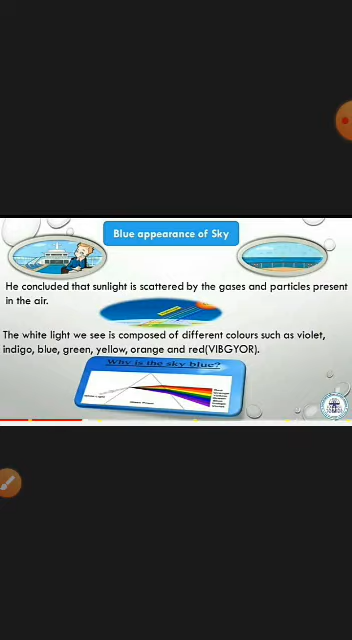 Blue appearance of Sky
He concluded that sunlight is scattered by the gases and particles present
in the air.
The white light we see is composed of different colours such as violet,
indigo, blue, green, yellow, orange and red(VIBGYOR).
Why is the sky blue?